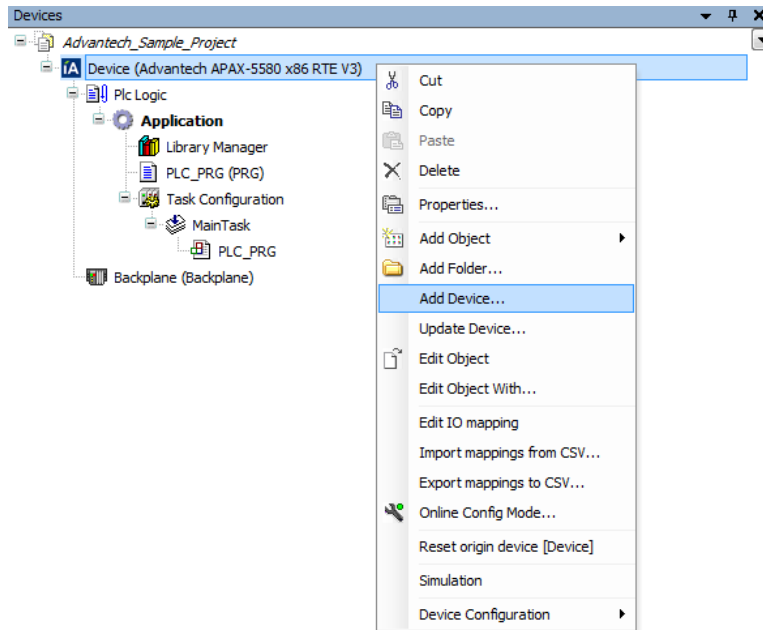 Devices
Advantech_Sample_Project
iA Device (Advantech APAX-5580 x86 RTE V3)
Plc Logic
Application
Library Manager
PLC_PRG (PRG)
Task Configuration
MainTask
PLC_PRG
Backplane (Backplane)
Cut
Copy
Paste
Delete
Properties...
Add Object
Add Folder...
Add Device...
Update Device...
Edit Object
Edit Object With...
Edit IO mapping
Import mappings from CSV...
Export mappings to CSV...
Online Config Mode...
Reset origin device [Device]
Simulation
Device Configuration